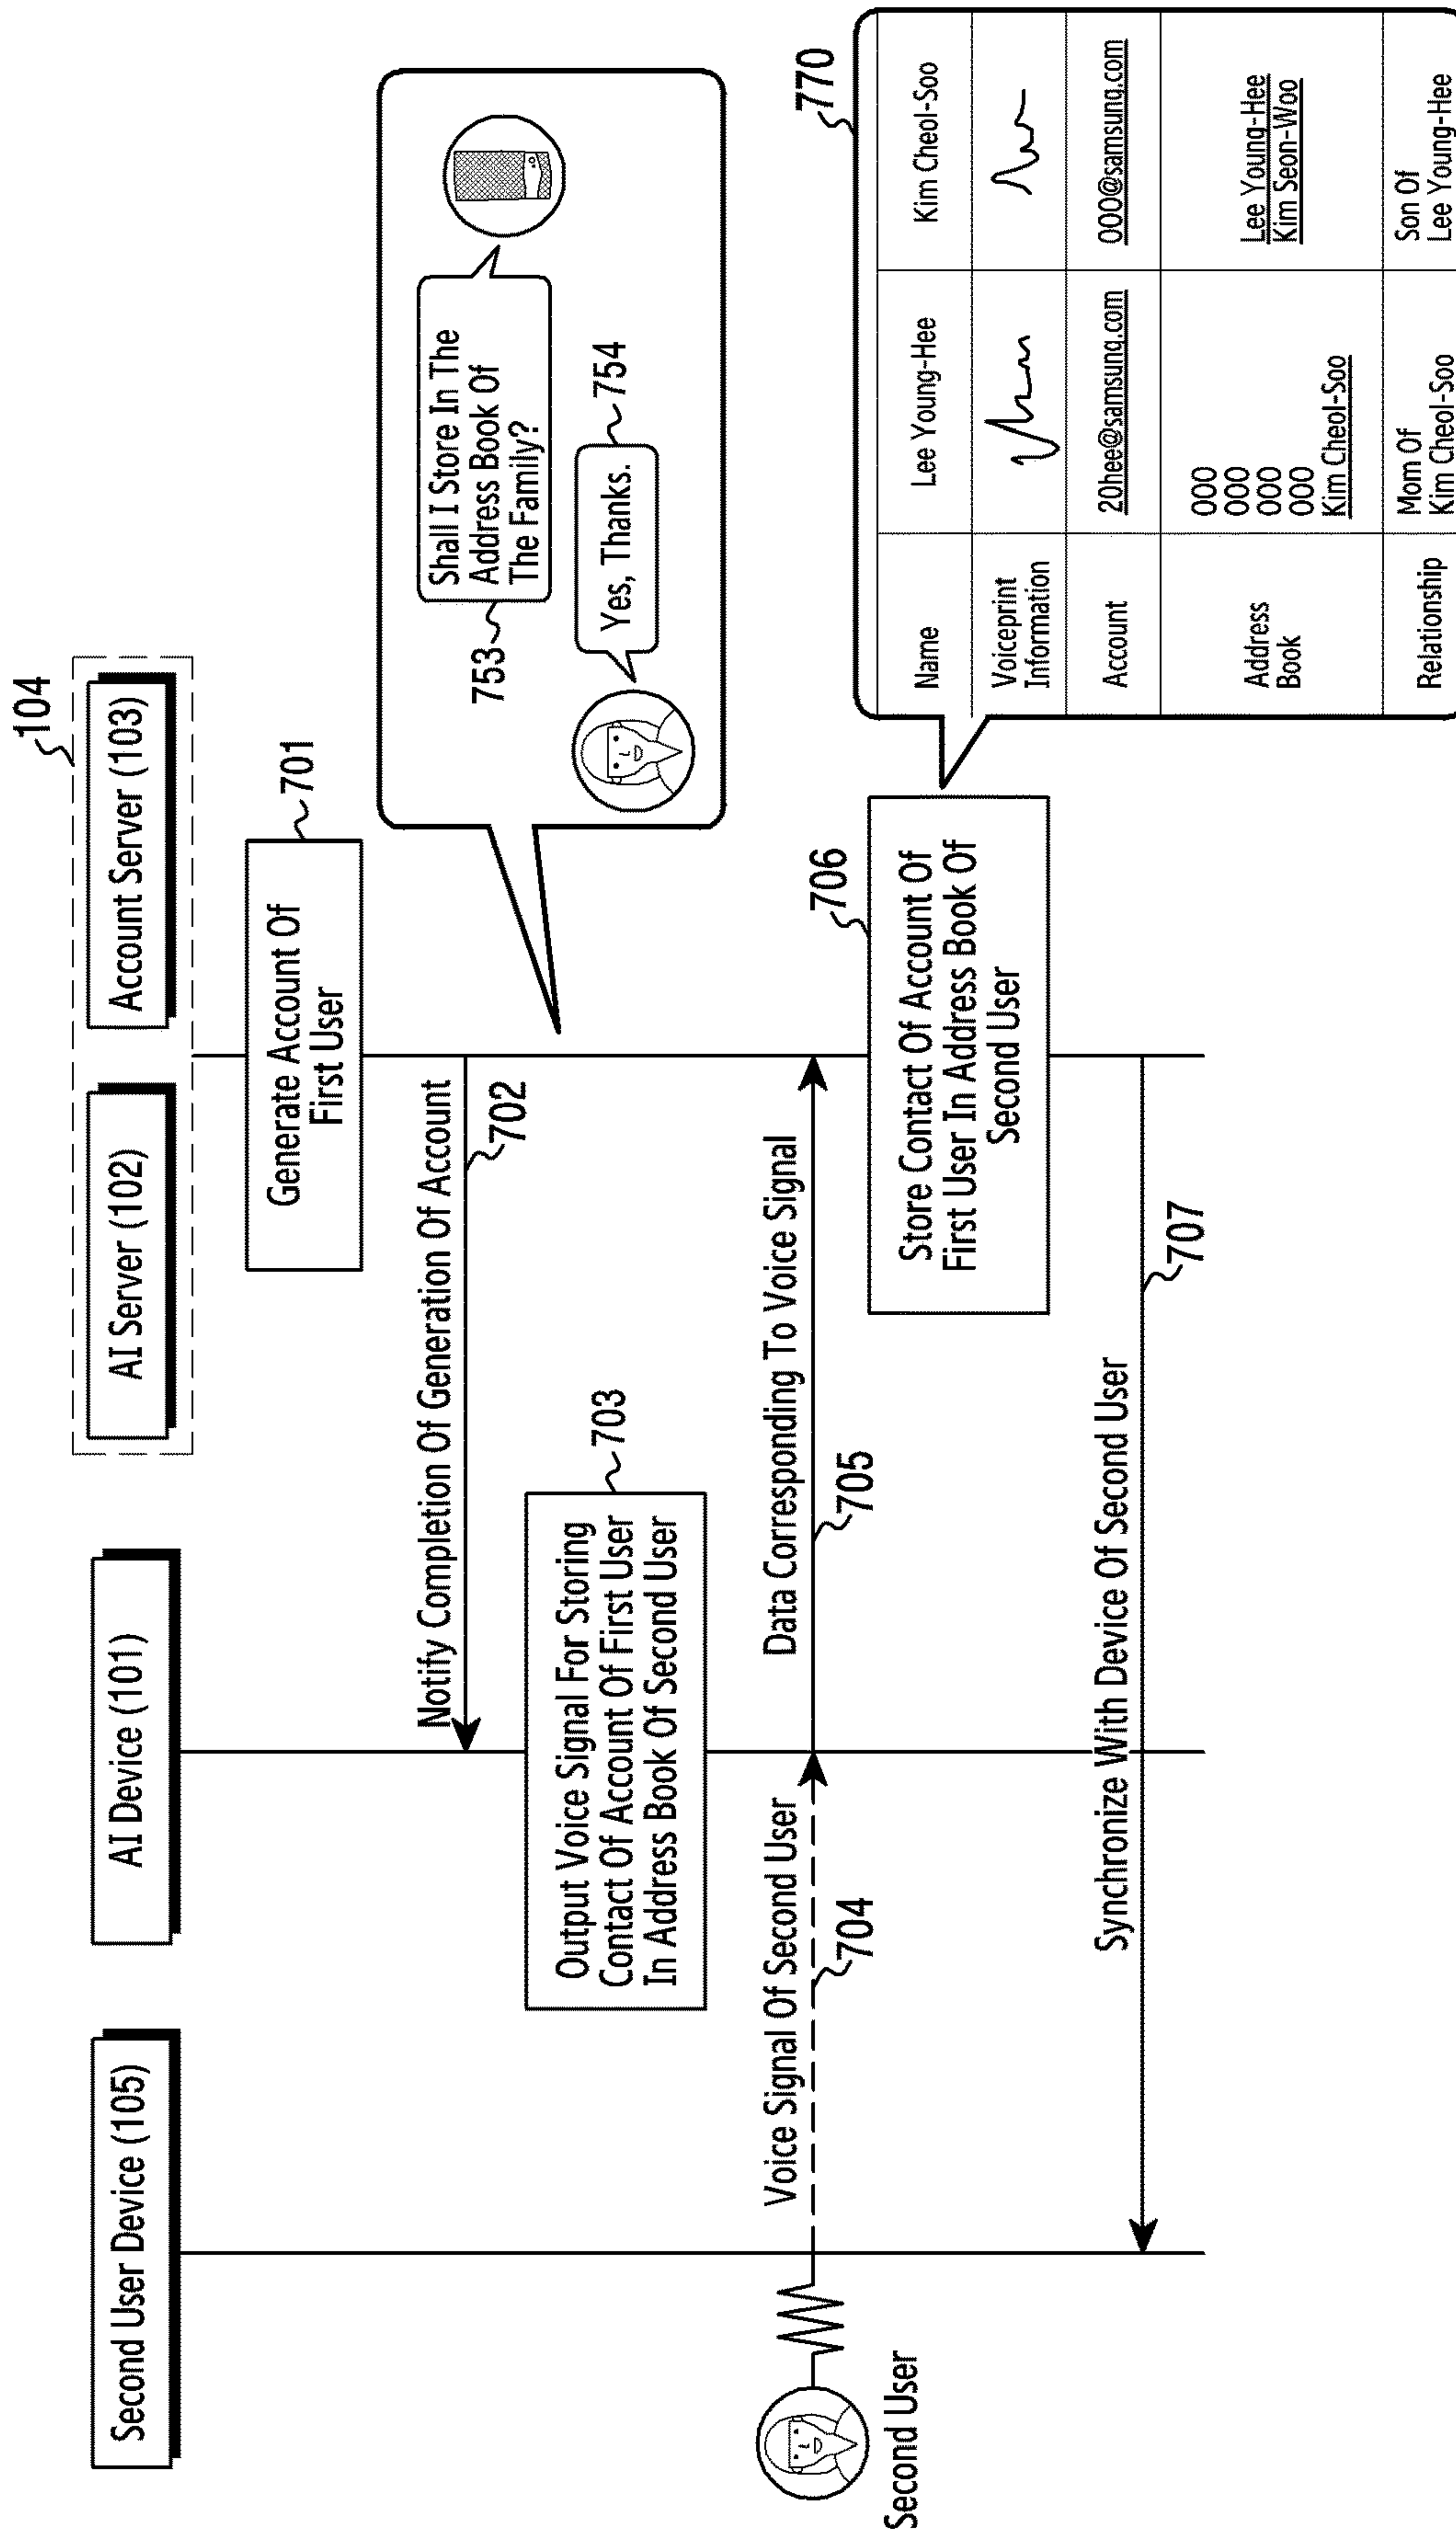 Second User Device (105)
AI Device (101)
AI Server (102)
Account Server (103)
104
Generate Account Of
First User
701
Notify Completion Of Generation Of Account
702
Shall I Store In The
Address Book Of
The Family?
753
Yes, Thanks.
754
Output Voice Signal For Storing
Contact Of Account Of First User
In Address Book Of Second User
703
Second User
Voice Signal Of Second User
704
Data Corresponding To Voice Signal
705
Store Contact Of Account Of
First User In Address Book Of
Second User
706
Synchronize With Device Of Second User
707
770
Name
Lee Young-Hee
Kim Cheol-Soo
Voiceprint
Information
Account
20hee@samsung.com
OOO@samsung.com
Address
Book
OOO
OOO
OOO
OOO
Kim Cheol-Soo
Lee Young-Hee
Kim Seon-Woo
Relationship
Mom Of
Kim Cheol-Soo
Son Of
Lee Young-Hee